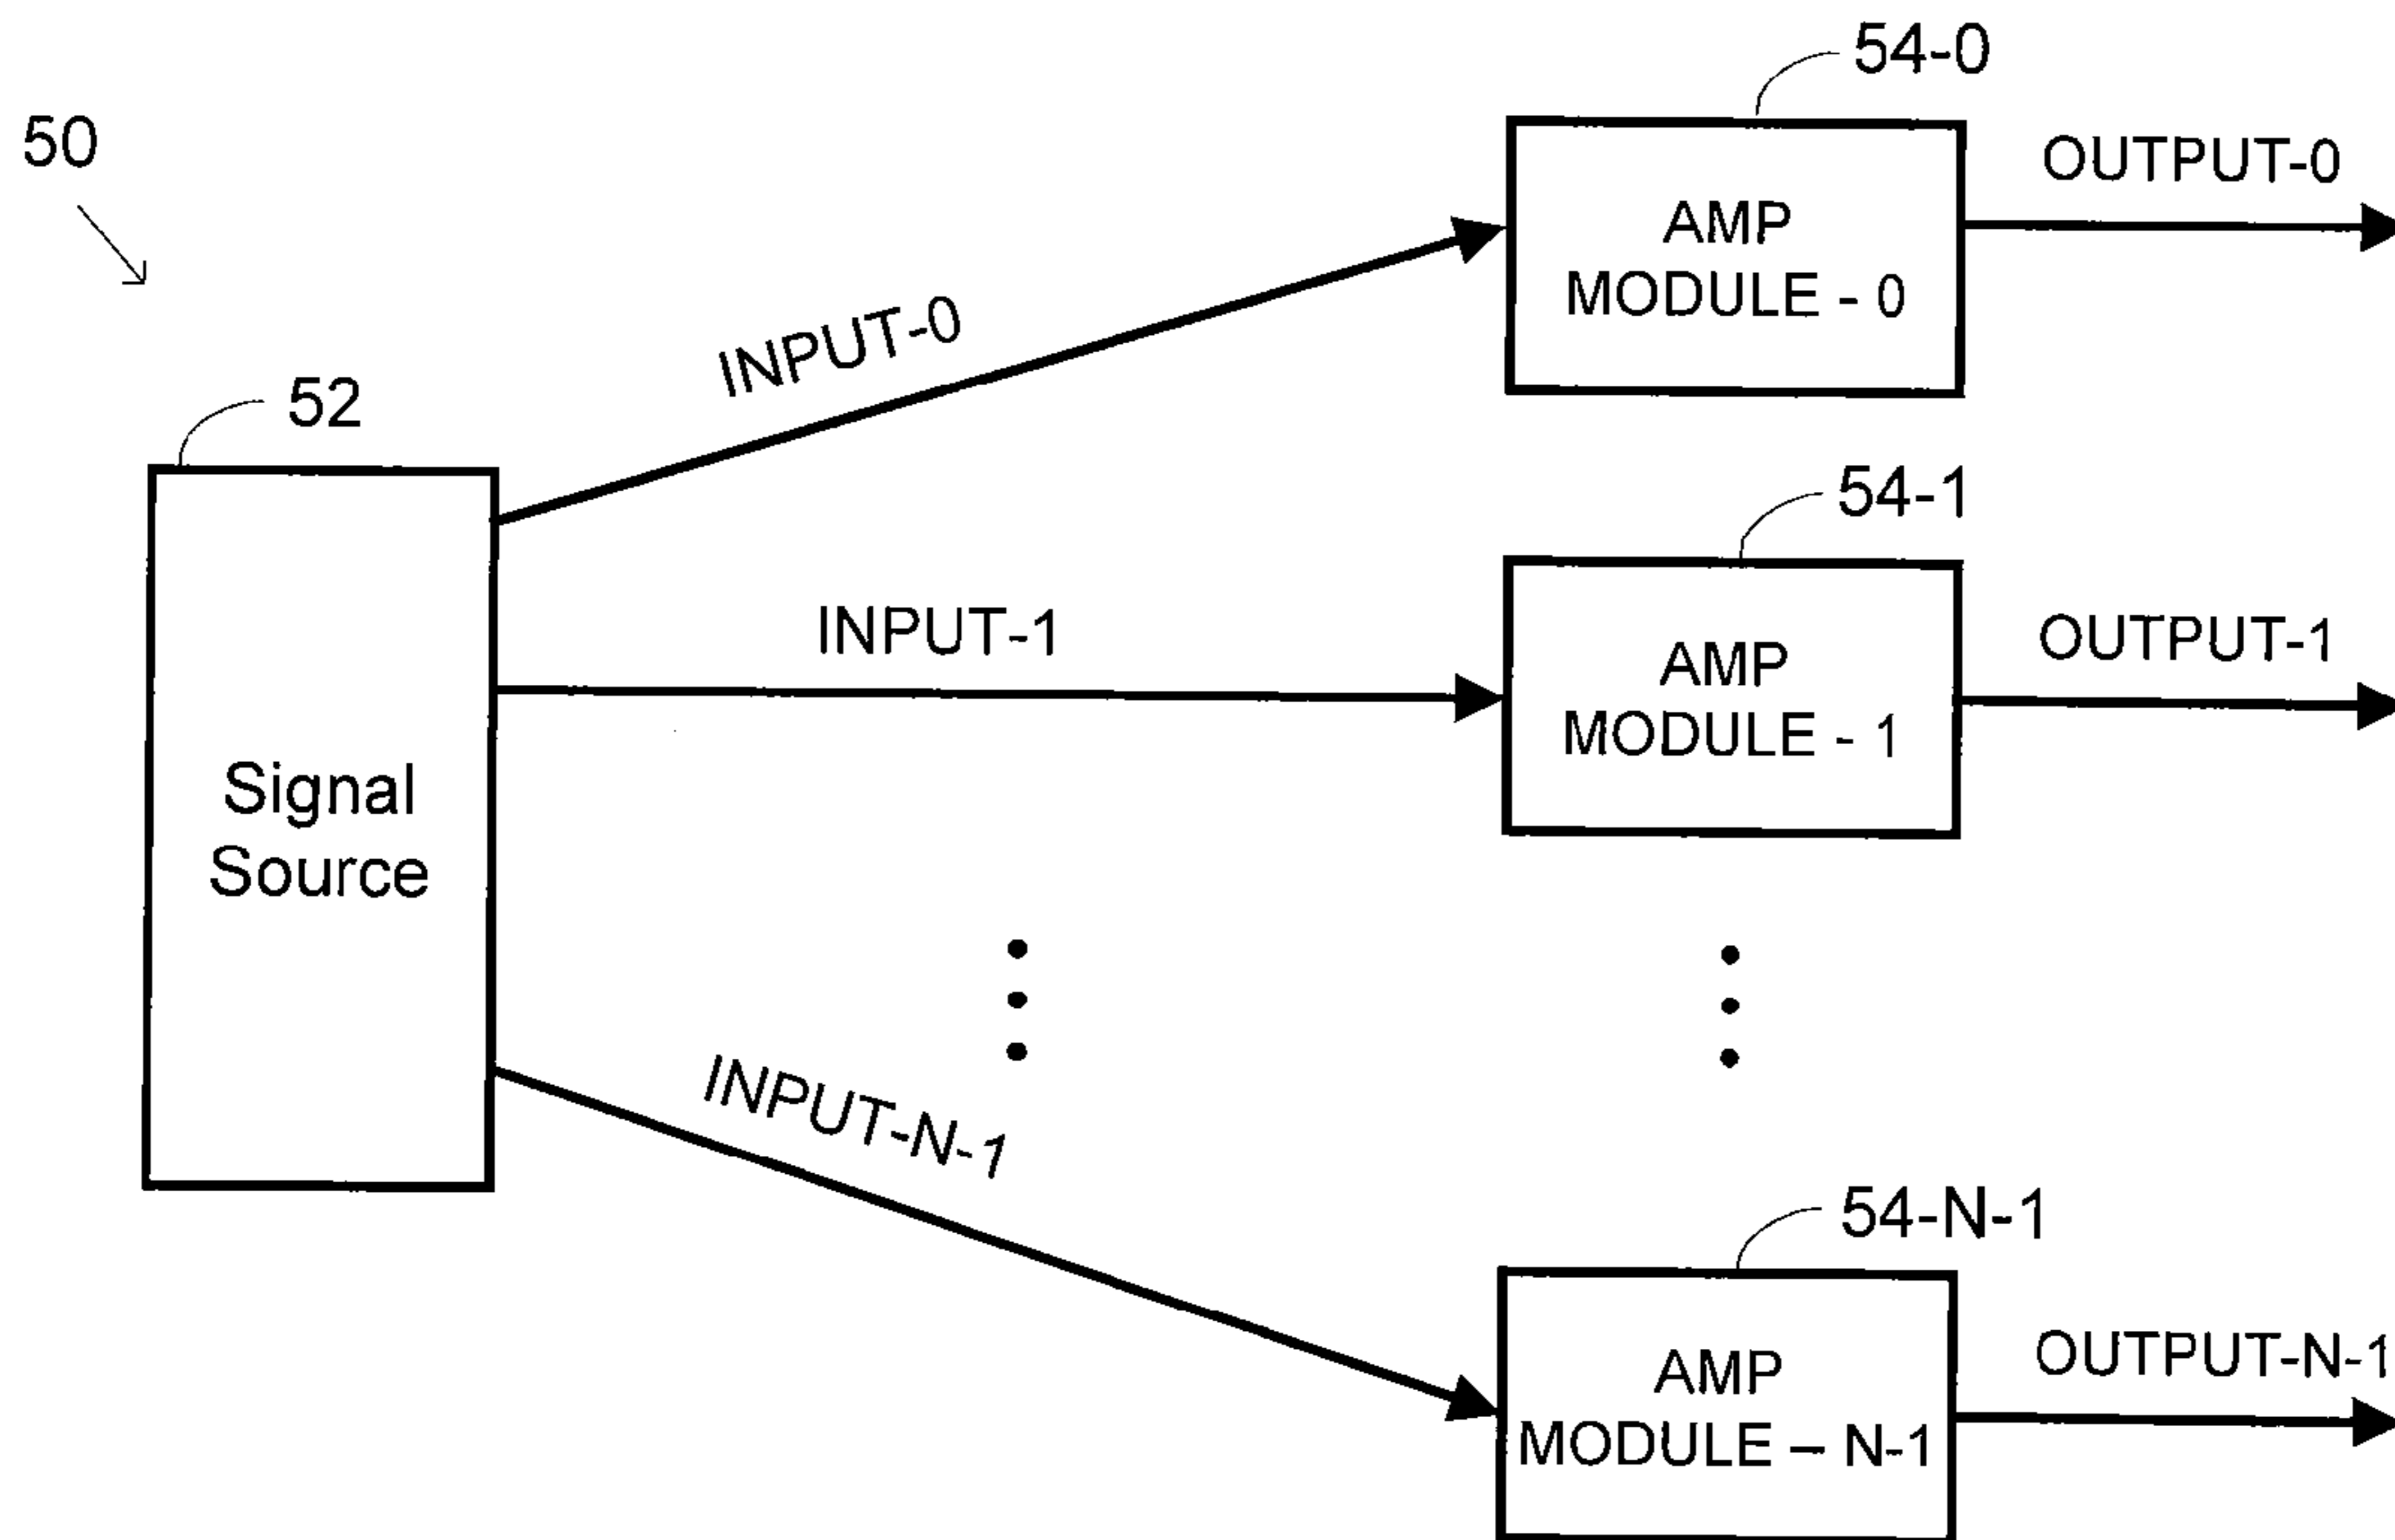 54-0
50
OUTPUT-0
AMP
MODULE - 0
INPUT-0
52
54-1
INPUT-1
OUTPUT-1
AMP
MODULE - 1
Signal
Source
INPUT-N-1
54-N-1
OUTPUT-N-1
AMP
MODULE – N-1